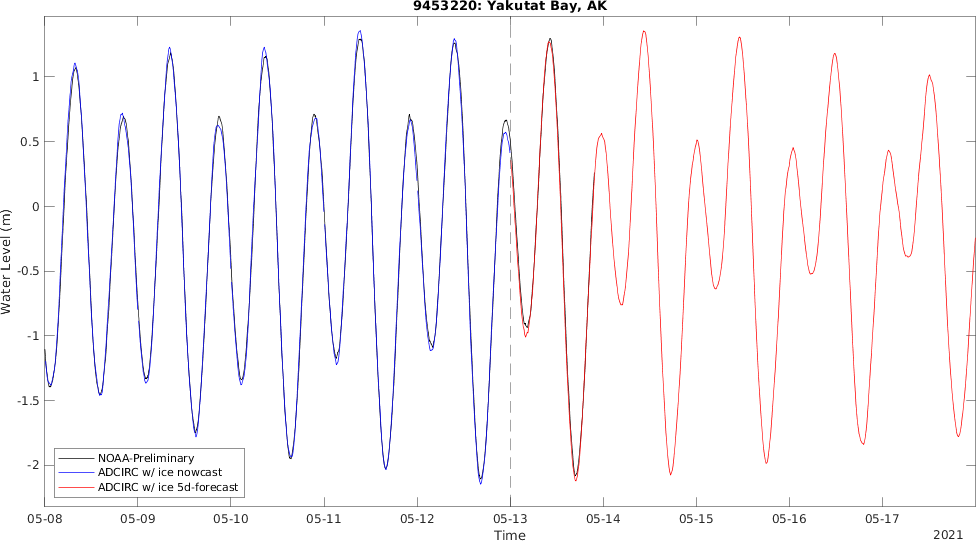 9453220: Yakutat Bay, AK
Water Level (m)
1
0.5
0
-0.5
-1
-1.5
-2
NOAA-Preliminary
ADCIRC w/ ice nowcast
ADCIRC w/ ice 5d-forecast
05-08 05-09 05-10 05-11 05-12 05-13 05-14 05-15 05-16 05-17
Time
2021